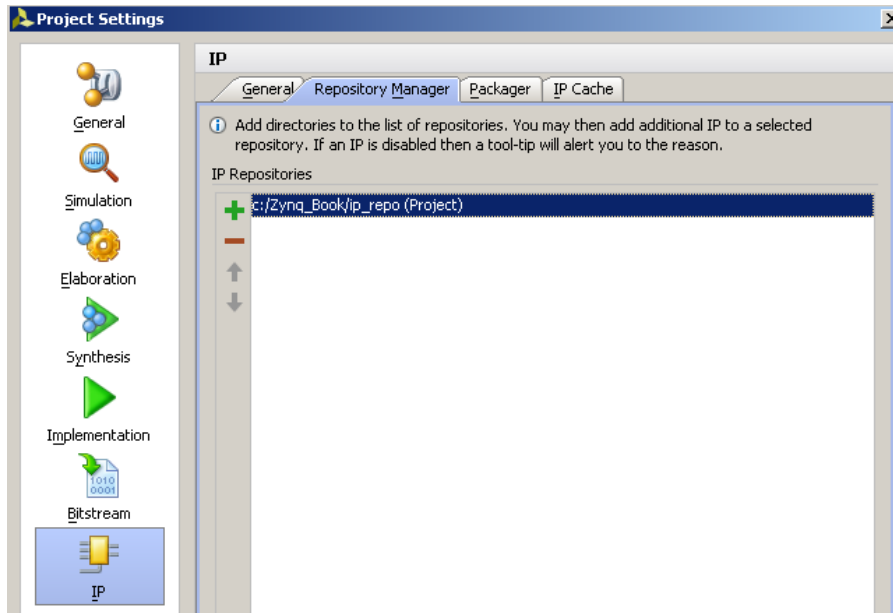 Project Settings
General
Simulation
Elaboration
Synthesis
Implementation
1010
0001
Bitstream
IP
IP
General Repository Manager Packager IP Cache
Add directories to the list of repositories. You may then add additional IP to a selected
repository. If an IP is disabled then a tool-tip will alert you to the reason.
IP Repositories
c:/Zynq_Book/ip_repo (Project)